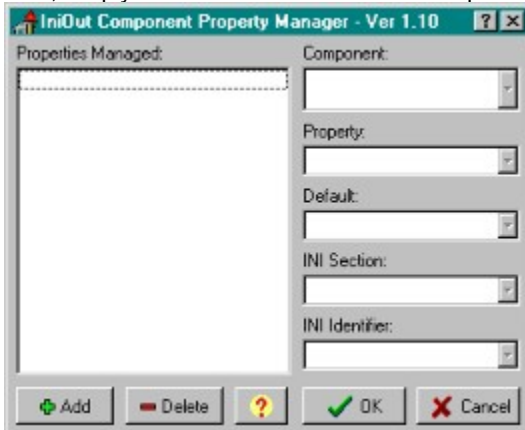 IniOut Component Property Manager - Ver 1.10
Properties Managed:
Component:
Property:
Default:
INI Section:
INI Identifier:
Add
Delete
?
OK
Cancel